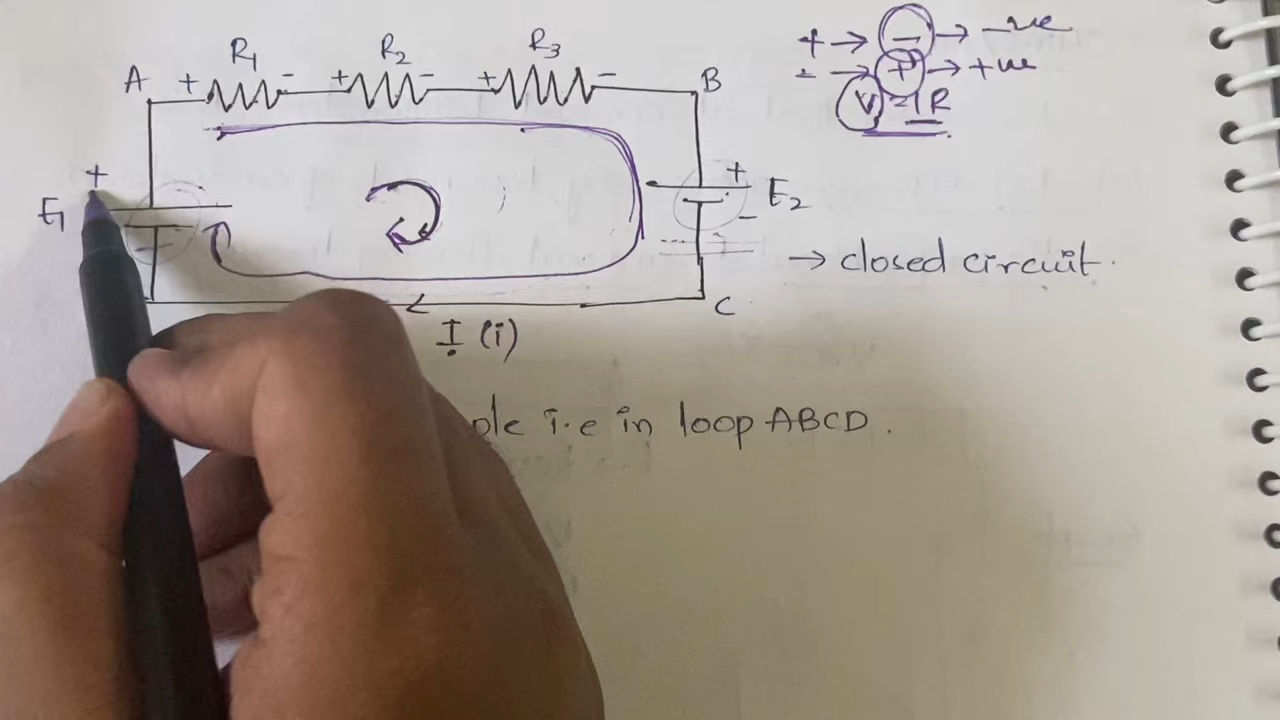 R₁ R₂ R₃
A + - + - + - B
+ → - → -ve
- → + → +ve
V = IR
+ E₁ -
+ E₂ -
→ closed circuit.
C
I (i)
i.e in loop ABCD.